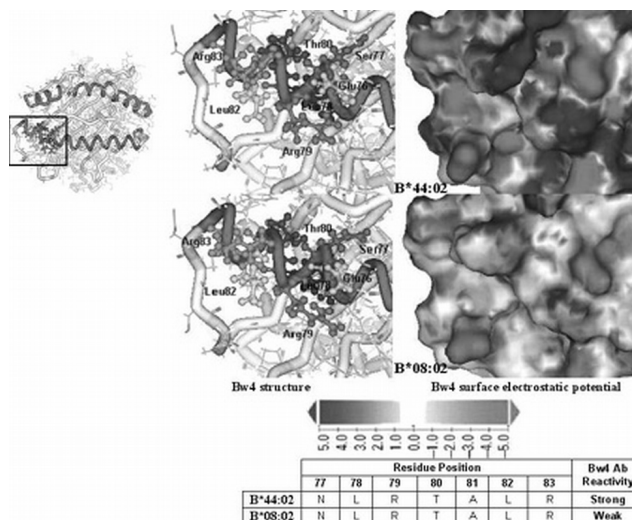 Thr80
Arg83
Ser77
Glu76
Leu82
Arg79
B*44:02
Thr80
Arg83
Ser77
Glu76
Leu82
Arg79
B*08:02
Bw4 structure
Bw4 surface electrostatic potential
5.0 4.0 3.0 2.0 1.0 0.0 -1.0 -2.0 -3.0 -4.0 -5.0
Residue Position
Bw4 Ab Reactivity
77 78 79 80 81 82 83
B*44:02 N L R T A L R Strong
B*08:02 N L R T A L R Weak